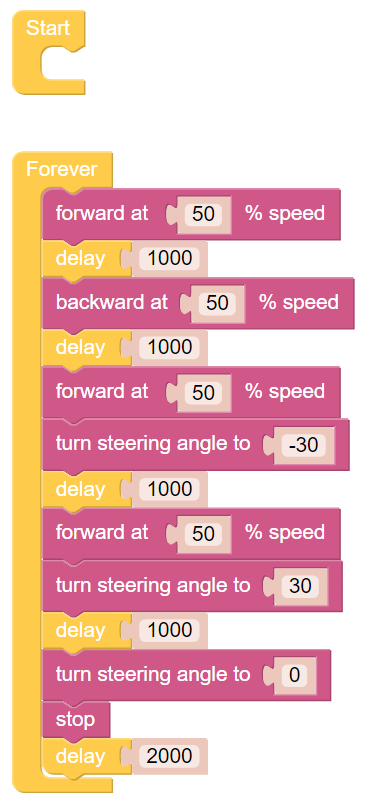 Start
Forever
forward at 50 % speed
delay 1000
backward at 50 % speed
delay 1000
forward at 50 % speed
turn steering angle to -30
delay 1000
forward at 50 % speed
turn steering angle to 30
delay 1000
turn steering angle to 0
stop
delay 2000